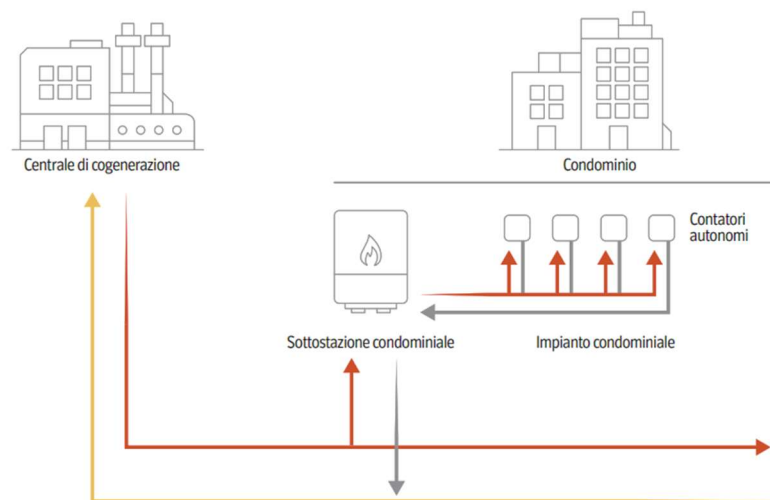 Centrale di cogenerazione
Condominio
Contatori
autonomi
Sottostazione condominiale
Impianto condominiale